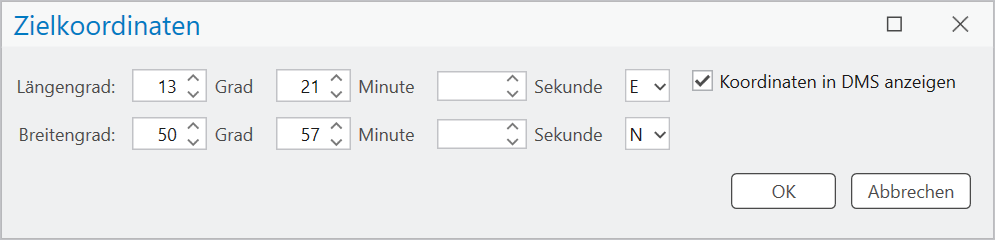 Zielkoordinaten
Längengrad: 13 Grad 21 Minute Sekunde E Koordinaten in DMS anzeigen
Breitengrad: 50 Grad 57 Minute Sekunde N
OK Abbrechen